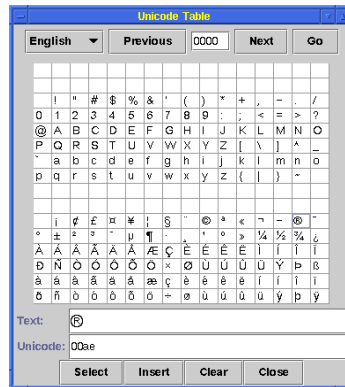 Unicode Table
English Previous 0000 Next Go
! " # $ % & ' ( ) * + , - . /
0 1 2 3 4 5 6 7 8 9 : ; < = > ?
@ A B C D E F G H I J K L M N O
P Q R S T U V W X Y Z [ \ ] ^ _
` a b c d e f g h i j k l m n o
p q r s t u v w x y z { | } ~
¡ ¢ £ ¤ ¥ ¦ § ¨ © ª « ¬ - ® ¯
° ± ² ³ ´ µ ¶ · ¸ ¹ º » ¼ ½ ¾ ¿
À Á Â Ã Ä Å Æ Ç È É Ê Ë Ì Í Î Ï
Ð Ñ Ò Ó Ô Õ Ö × Ø Ù Ú Û Ü Ý Þ ß
à á â ã ä å æ ç è é ê ë ì í î ï
ð ñ ò ó ô õ ö ÷ ø ù ú û ü ý þ ÿ
Text: ®
Unicode: 00ae
Select Insert Clear Close